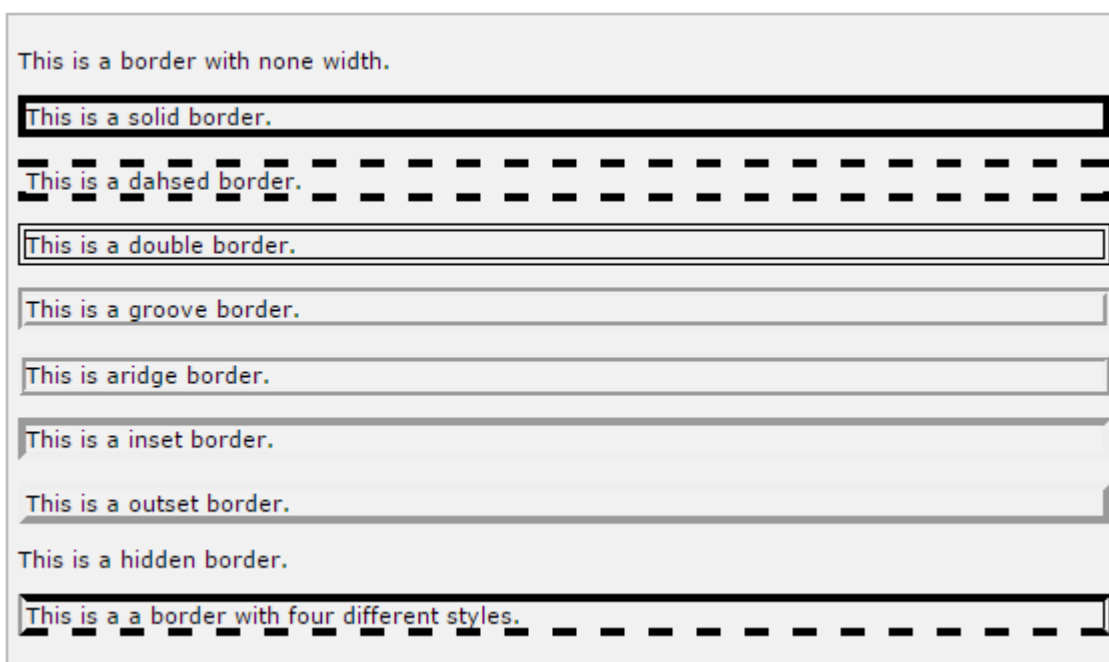 This is a border with none width.
This is a solid border.
This is a dahsed border.
This is a double border.
This is a groove border.
This is aridge border.
This is a inset border.
This is a outset border.
This is a hidden border.
This is a a border with four different styles.